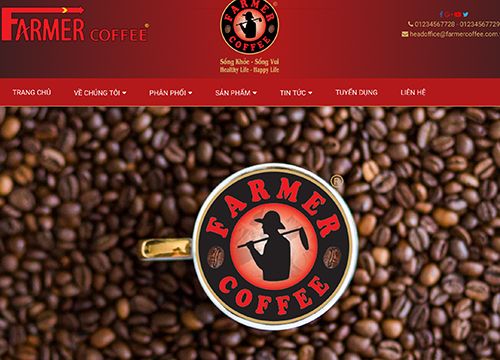 FARMER COFFEE®
FARMER
COFFEE
Sống Khỏe - Sống Vui
Healthy Life - Happy Life
01234567728 - 01234567729
headoffice@farmercoffee.com.
TRANG CHỦ
VỀ CHÚNG TÔI
PHÂN PHỐI
SẢN PHẨM
TIN TỨC
TUYỂN DỤNG
LIÊN HỆ
FARMER
COFFEE
®